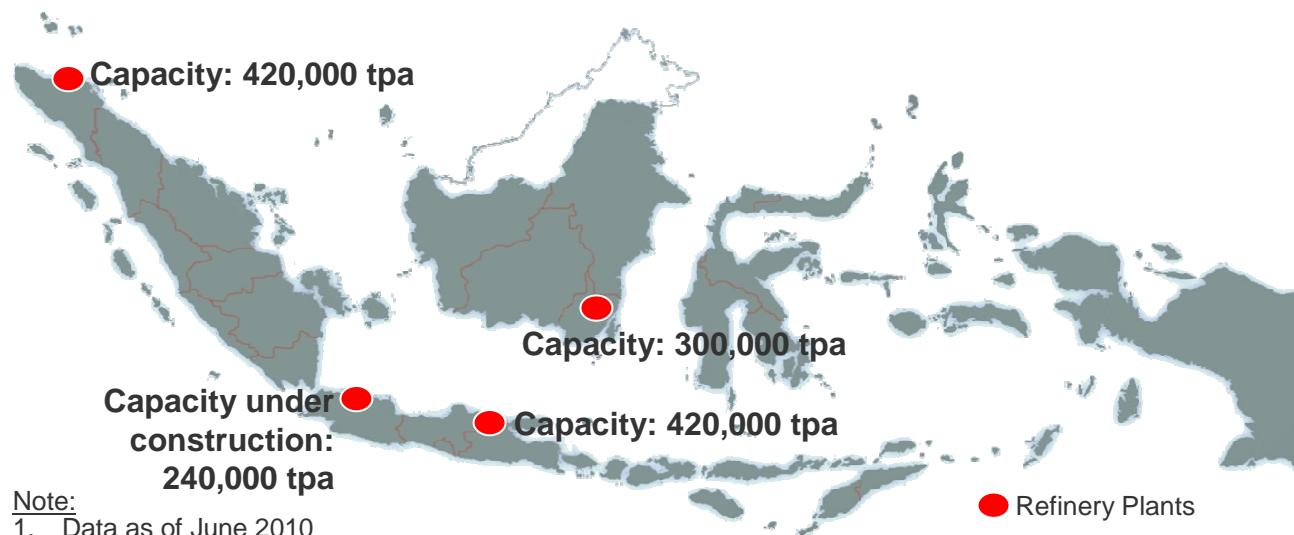 Capacity: 420,000 tpa
Capacity: 300,000 tpa
Capacity under
construction:
240,000 tpa
Capacity: 420,000 tpa
Note:
1. Data as of June 2010
Refinery Plants